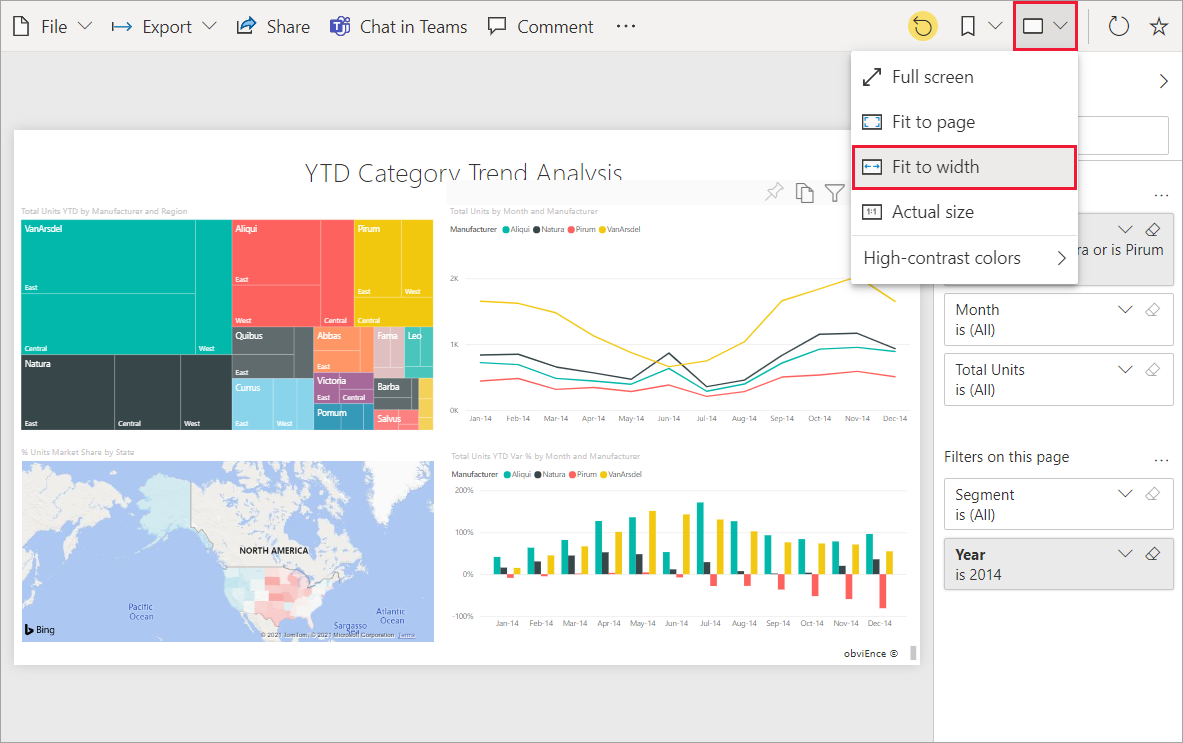 File Export Share Chat in Teams Comment ...
Full screen
Fit to page
Fit to width
1:1 Actual size
High-contrast colors
YTD Category Trend Analysis
Total Units YTD by Manufacturer and Region
VanArsdel
East
Central
West
Aliqui
East
West
Central
Pirum
East
West
Central
Natura
East
Central
West
Quibus
East
Currus
East
West
Abbas
East
Victoria
East
Central
Pomum
Fama
Leo
Barba
Salvus
Total Units by Month and Manufacturer
Manufacturer Aliqui Natura Pirum VanArsdel
2K
1K
0K
Jan-14 Feb-14 Mar-14 Apr-14 May-14 Jun-14 Jul-14 Aug-14 Sep-14 Oct-14 Nov-14 Dec-14
% Units Market Share by State
NORTH AMERICA
Pacific
Ocean
Atlantic
Ocean
Sargasso
Sea
Bing
© 2021 TomTom, © 2021 Microsoft Corporation Terms
Total Units YTD Var % by Month and Manufacturer
Manufacturer Aliqui Natura Pirum VanArsdel
200%
100%
0%
-100%
Jan-14 Feb-14 Mar-14 Apr-14 May-14 Jun-14 Jul-14 Aug-14 Sep-14 Oct-14 Nov-14 Dec-14
obviEnce ©
...
ra or is Pirum
Month
is (All)
Total Units
is (All)
Filters on this page ...
Segment
is (All)
Year
is 2014